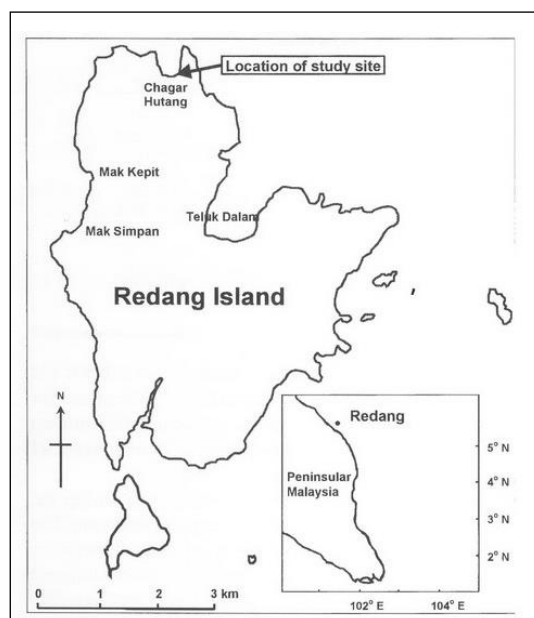 Location of study site
Chagar
Hutang
Mak Kepit
Teluk Dalam
Mak Simpan
Redang Island
N
Redang
Peninsular
Malaysia
5° N
4° N
3° N
2° N
102° E
104° E
0
1
2
3 km